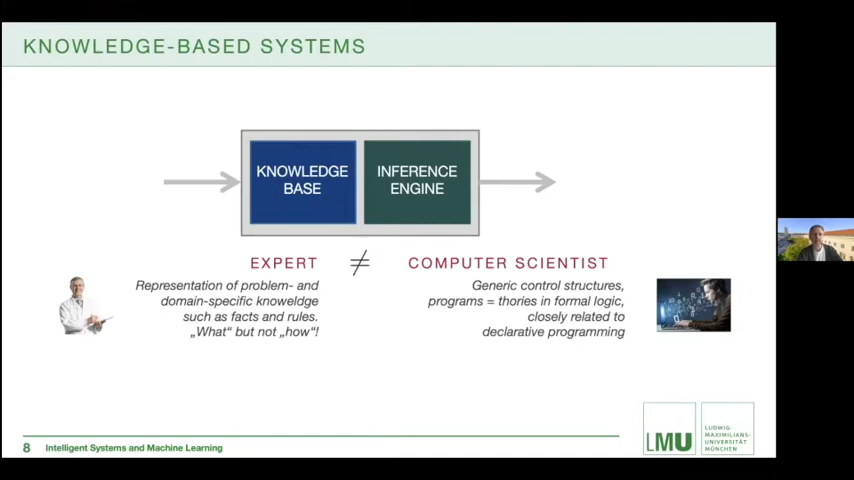 KNOWLEDGE-BASED SYSTEMS
KNOWLEDGE
BASE
INFERENCE
ENGINE
EXPERT
≠
COMPUTER SCIENTIST
Representation of problem- and
domain-specific knoweldge
such as facts and rules.
„What“ but not „how“!
Generic control structures,
programs = thories in formal logic,
closely related to
declarative programming
8
Intelligent Systems and Machine Learning
LMU
LUDWIG-
MAXIMILIANS-
UNIVERSITÄT
MÜNCHEN